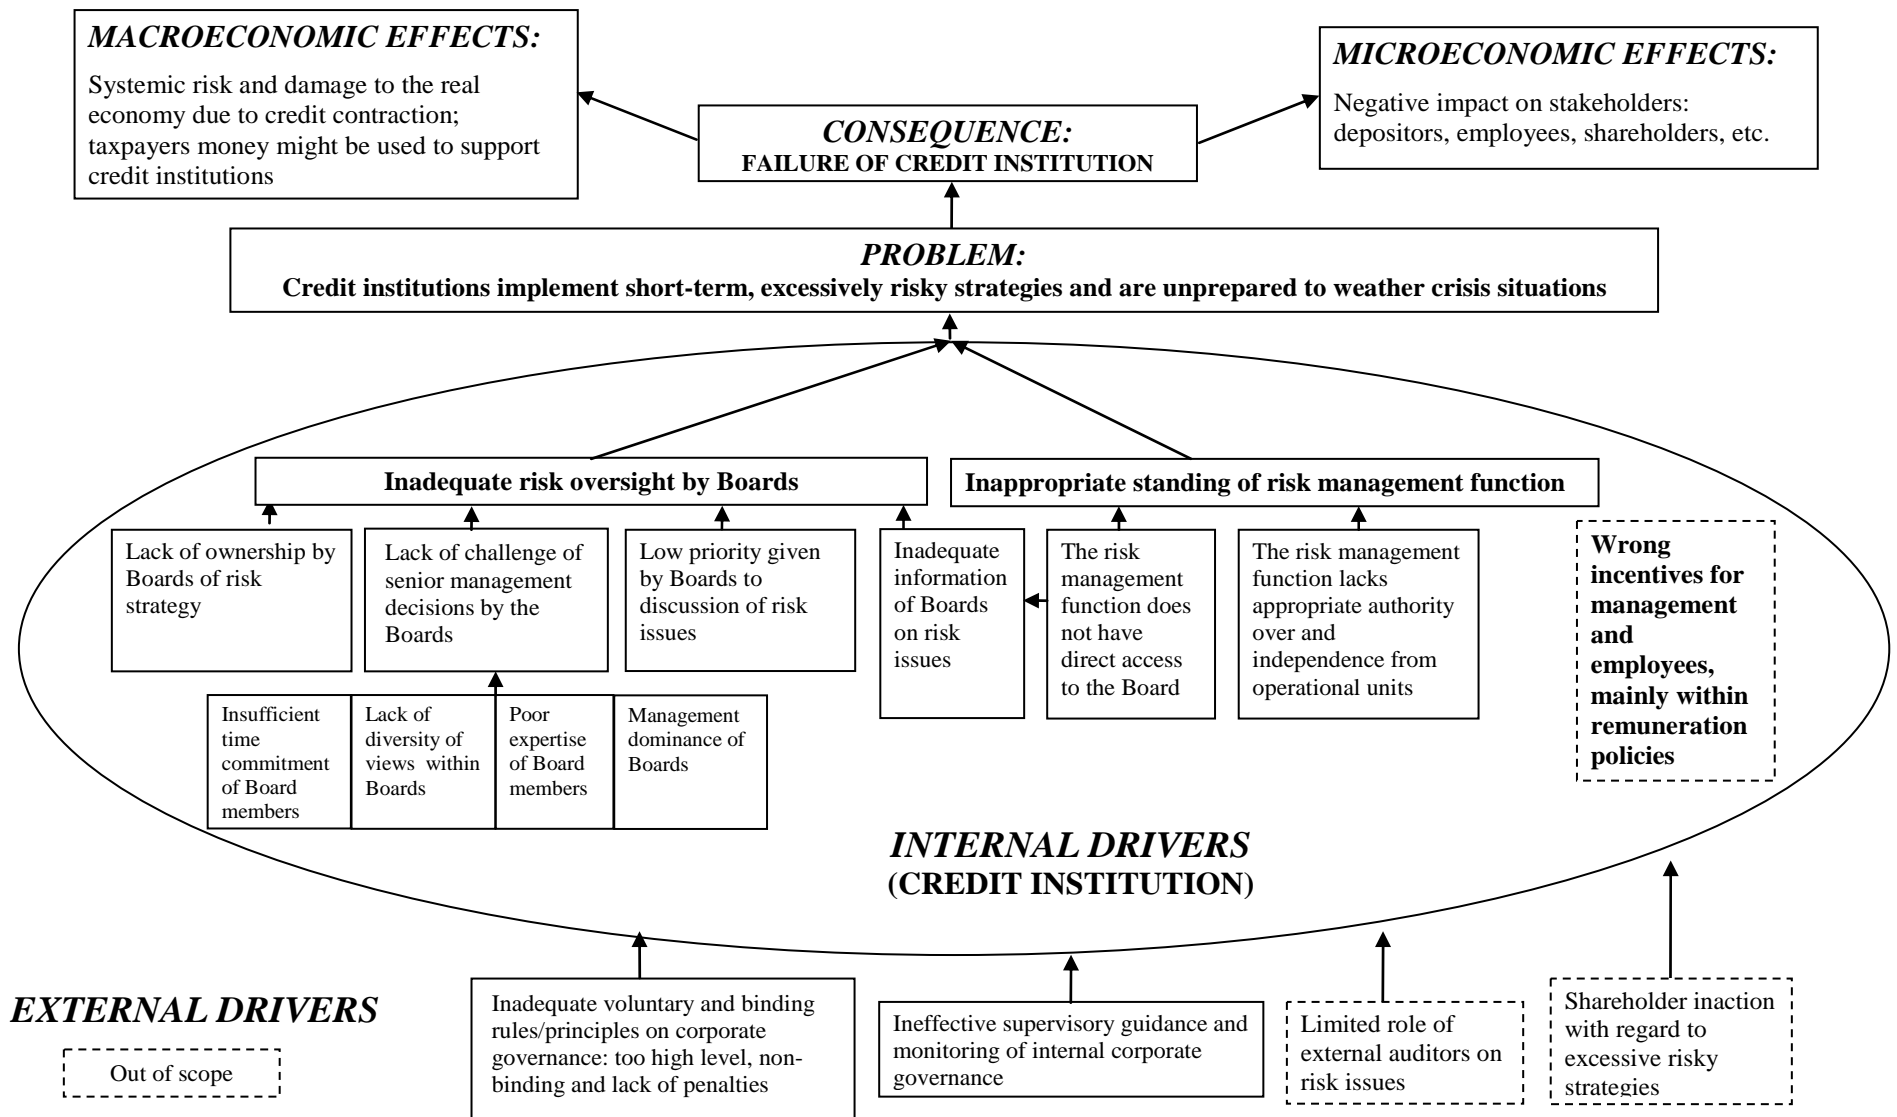 MACROECONOMIC EFFECTS:
Systemic risk and damage to the real
economy due to credit contraction;
taxpayers money might be used to support
credit institutions
MICROECONOMIC EFFECTS:
Negative impact on stakeholders:
depositors, employees, shareholders, etc.
CONSEQUENCE:
FAILURE OF CREDIT INSTITUTION
PROBLEM:
Credit institutions implement short-term, excessively risky strategies and are unprepared to weather crisis situations
Inadequate risk oversight by Boards
Inappropriate standing of risk management function
Lack of ownership by
Boards of risk
strategy
Lack of challenge of
senior management
decisions by the
Boards
Low priority given
by Boards to
discussion of risk
issues
Inadequate
information
of Boards
on risk
issues
The risk
management
function does
not have
direct access
to the Board
The risk management
function lacks
appropriate authority
over and
independence from
operational units
Wrong
incentives for
management
and
employees,
mainly within
remuneration
policies
Insufficient
time
commitment
of Board
members
Lack of
diversity of
views within
Boards
Poor
expertise
of Board
members
Management
dominance of
Boards
INTERNAL DRIVERS
(CREDIT INSTITUTION)
EXTERNAL DRIVERS
Out of scope
Inadequate voluntary and binding
rules/principles on corporate
governance: too high level, non-
binding and lack of penalties
Ineffective supervisory guidance and
monitoring of internal corporate
governance
Limited role of
external auditors on
risk issues
Shareholder inaction
with regard to
excessive risky
strategies